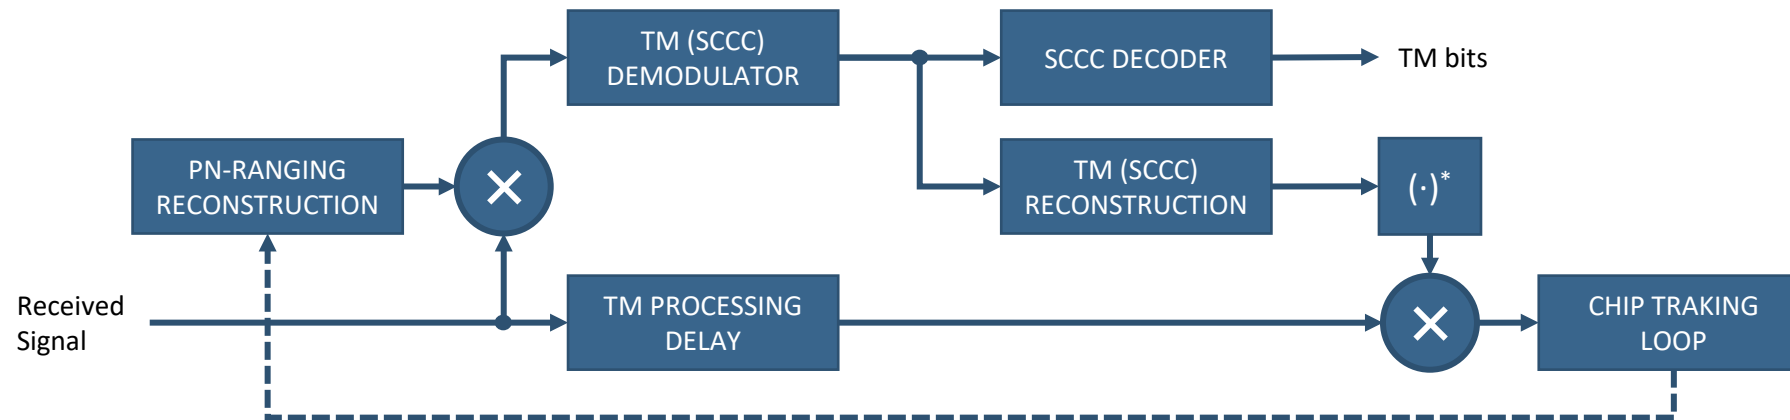 TM (SCCC)
DEMODULATOR
SCCC DECODER
TM bits
PN-RANGING
RECONSTRUCTION
×
TM (SCCC)
RECONSTRUCTION
(·)*
Received
Signal
TM PROCESSING
DELAY
×
CHIP TRAKING
LOOP